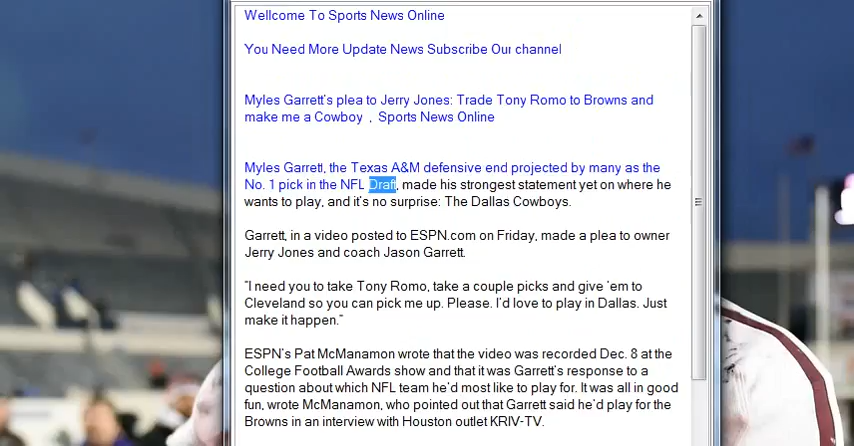 Wellcome To Sports News Online
You Need More Update News Subscribe Our channel
Myles Garrett's plea to Jerry Jones: Trade Tony Romo to Browns and
make me a Cowboy , Sports News Online
Myles Garrett, the Texas A&M defensive end projected by many as the
No. 1 pick in the NFL Draft, made his strongest statement yet on where he
wants to play, and it's no surprise: The Dallas Cowboys.
Garrett, in a video posted to ESPN.com on Friday, made a plea to owner
Jerry Jones and coach Jason Garrett.
"I need you to take Tony Romo, take a couple picks and give 'em to
Cleveland so you can pick me up. Please. I'd love to play in Dallas. Just
make it happen."
ESPN's Pat McManamon wrote that the video was recorded Dec. 8 at the
College Football Awards show and that it was Garrett's response to a
question about which NFL team he'd most like to play for. It was all in good
fun, wrote McManamon, who pointed out that Garrett said he'd play for the
Browns in an interview with Houston outlet KRIV-TV.